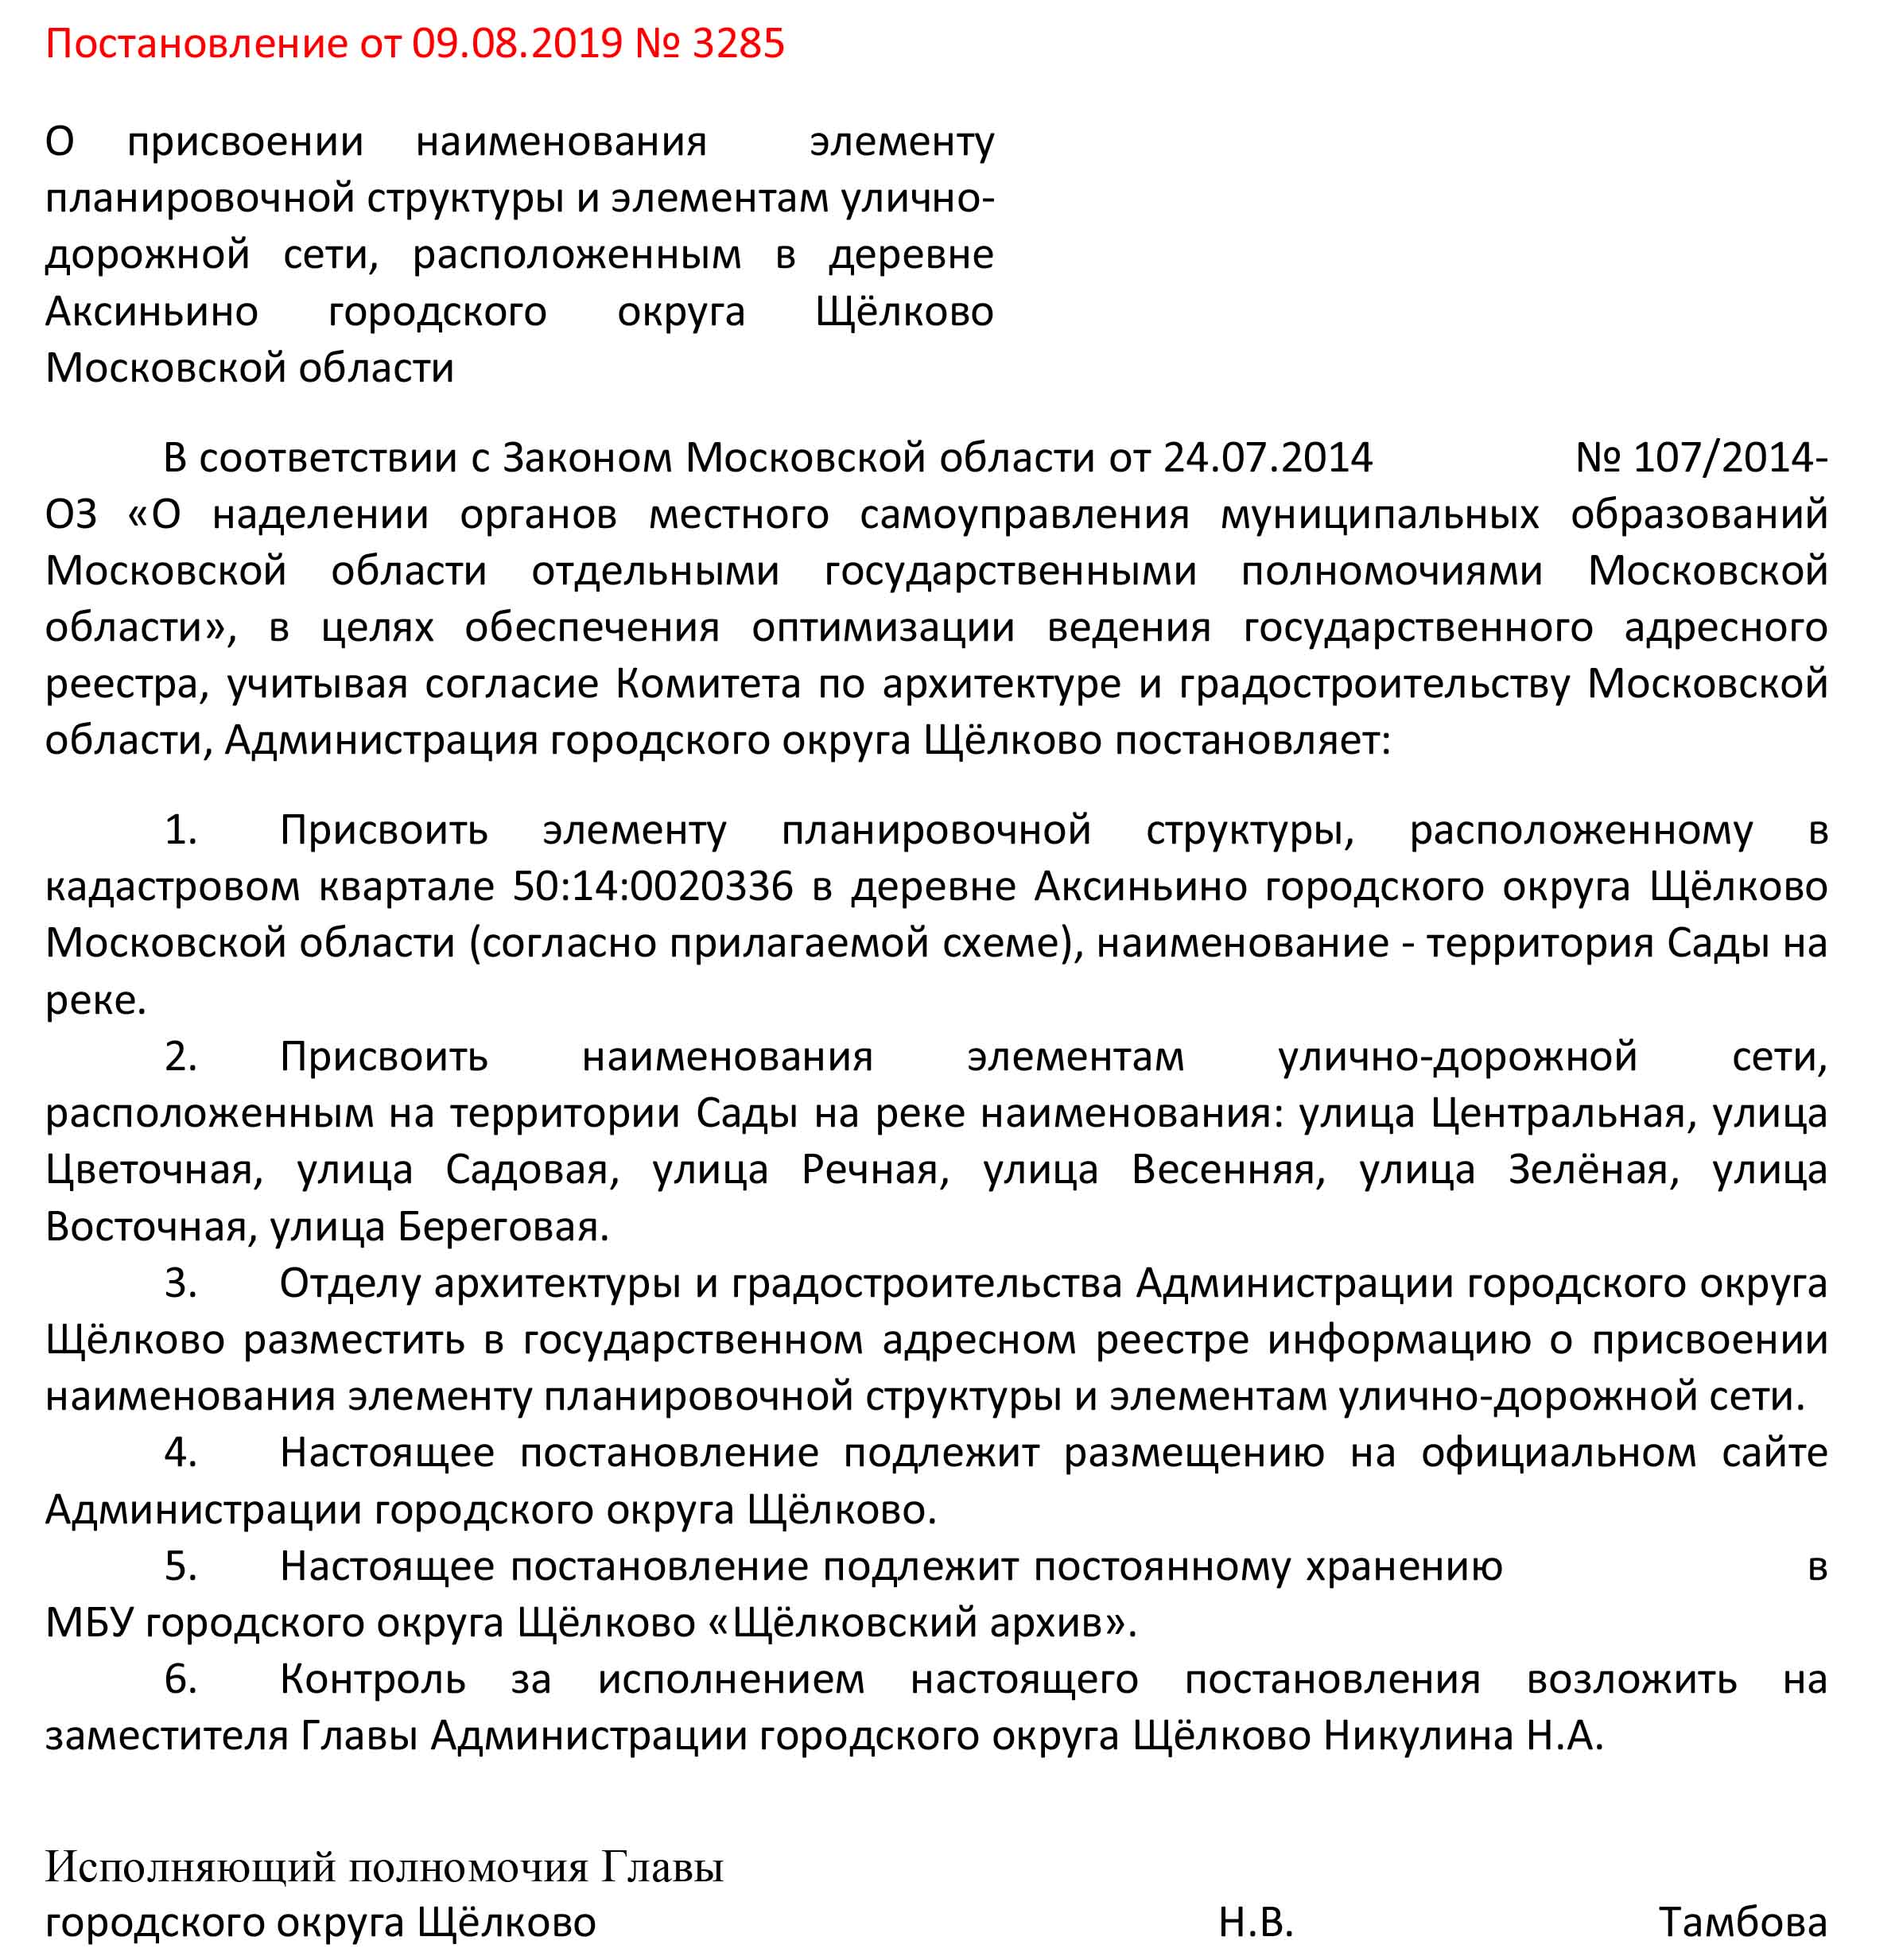 Постановление от 09.08.2019 № 3285
О присвоении наименования элементу
планировочной структуры и элементам улично-
дорожной сети, расположенным в деревне
Аксиньино городского округа Щёлково
Московской области
В соответствии с Законом Московской области от 24.07.2014 № 107/2014-
ОЗ «О наделении органов местного самоуправления муниципальных образований
Московской области отдельными государственными полномочиями Московской
области», в целях обеспечения оптимизации ведения государственного адресного
реестра, учитывая согласие Комитета по архитектуре и градостроительству Московской
области, Администрация городского округа Щёлково постановляет:
1. Присвоить элементу планировочной структуры, расположенному в
кадастровом квартале 50:14:0020336 в деревне Аксиньино городского округа Щёлково
Московской области (согласно прилагаемой схеме), наименование - территория Сады на
реке.
2. Присвоить наименования элементам улично-дорожной сети,
расположенным на территории Сады на реке наименования: улица Центральная, улица
Цветочная, улица Садовая, улица Речная, улица Весенняя, улица Зелёная, улица
Восточная, улица Береговая.
3. Отделу архитектуры и градостроительства Администрации городского округа
Щёлково разместить в государственном адресном реестре информацию о присвоении
наименования элементу планировочной структуры и элементам улично-дорожной сети.
4. Настоящее постановление подлежит размещению на официальном сайте
Администрации городского округа Щёлково.
5. Настоящее постановление подлежит постоянному хранению в
МБУ городского округа Щёлково «Щёлковский архив».
6. Контроль за исполнением настоящего постановления возложить на
заместителя Главы Администрации городского округа Щёлково Никулина Н.А.
Исполняющий полномочия Главы
городского округа Щёлково Н.В. Тамбова